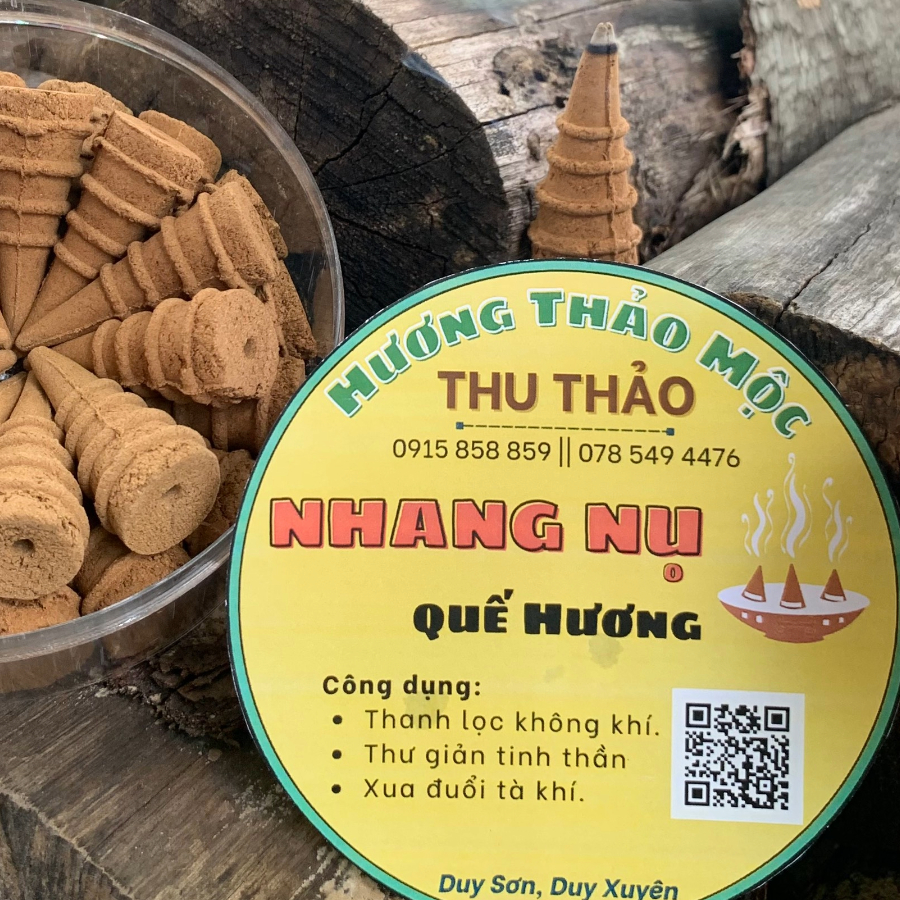 Hương Thảo Mộc
THU THẢO
0915 858 859 || 078 549 4476
NHANG NỤ
QUẾ HƯƠNG
Công dụng:
• Thanh lọc không khí.
• Thư giản tinh thần
• Xua đuổi tà khí.
Duy Sơn, Duy Xuyên